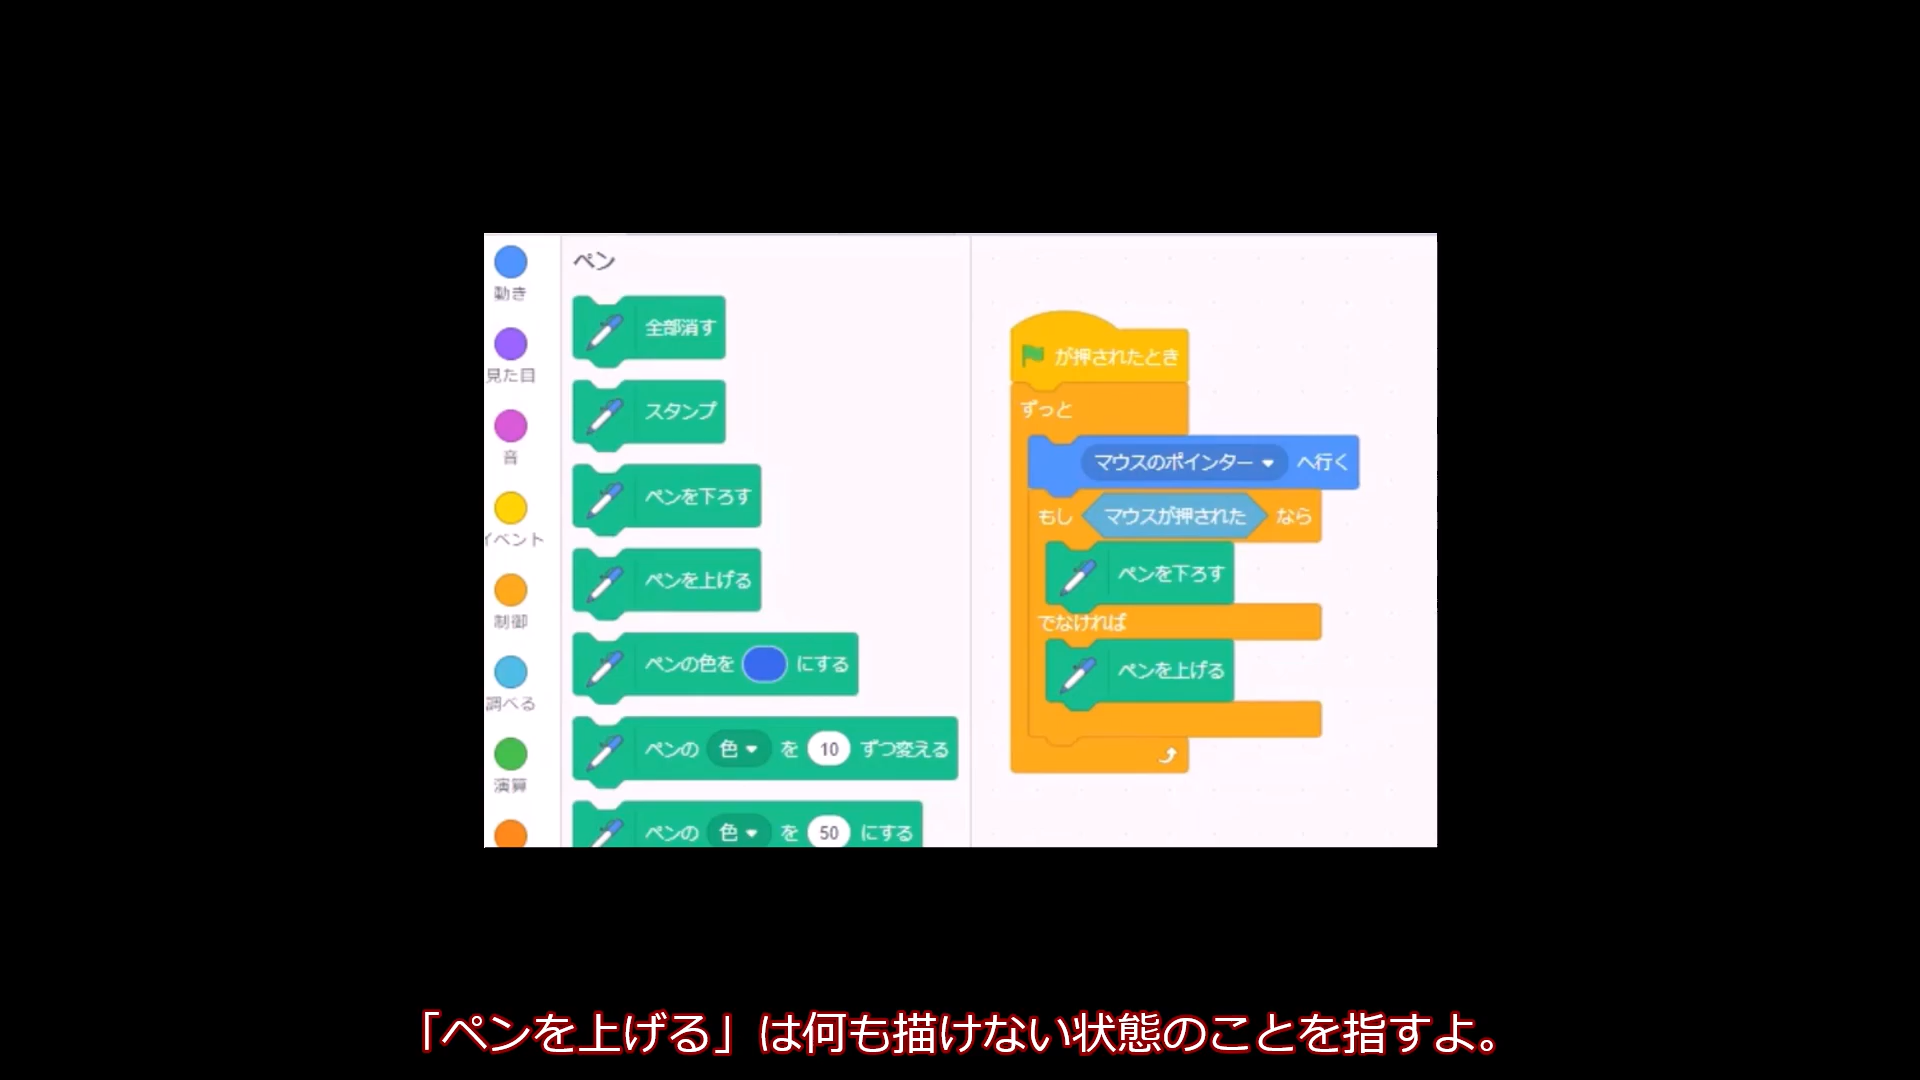 動き
見た目
音
イベント
制御
調べる
演算
ペン
全部消す
スタンプ
ペンを下ろす
ペンを上げる
ペンの色を にする
ペンの 色 を 10 ずつ変える
ペンの 色 を 50 にする
が押されたとき
ずっと
マウスのポインター へ行く
もし マウスが押された なら
ペンを下ろす
でなければ
ペンを上げる
「ペンを上げる」は何も描けない状態のことを指すよ。